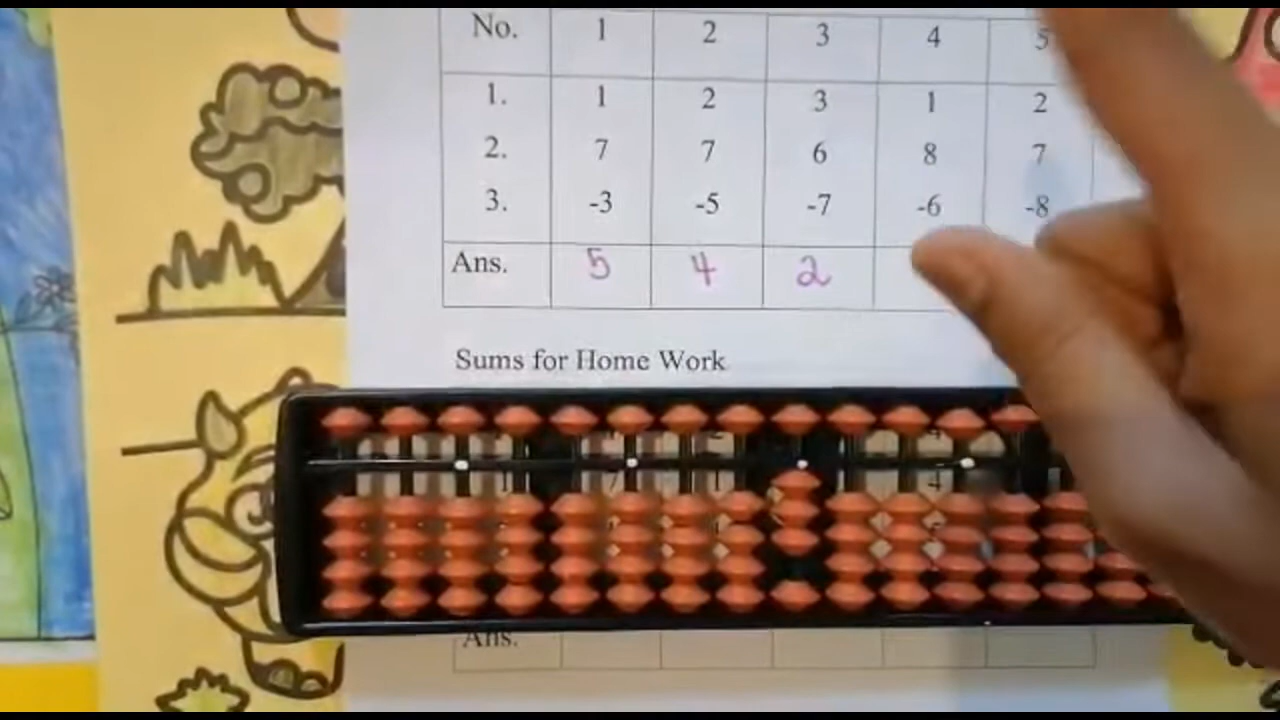 No. 1 2 3 4 5
1. 1 2 3 1 2
2. 7 7 6 8 7
3. -3 -5 -7 -6 -8
Ans. 5 4 2
Sums for Home Work
Ans.